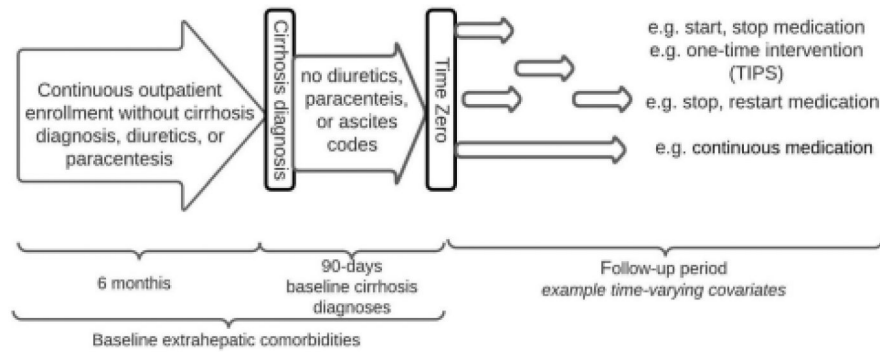 Continuous outpatient
enrollment without cirrhosis
diagnosis, diuretics, or
paracentesis
Cirrhosis diagnosis
no diuretics,
paracenteis,
or ascites
codes
Time Zero
e.g. start, stop medication
e.g. one-time intervention
(TIPS)
e.g. stop, restart medication
e.g. continuous medication
6 monthis
90-days
baseline cirrhosis
diagnoses
Follow-up period
example time-varying covariates
Baseline extrahepatic comorbidities